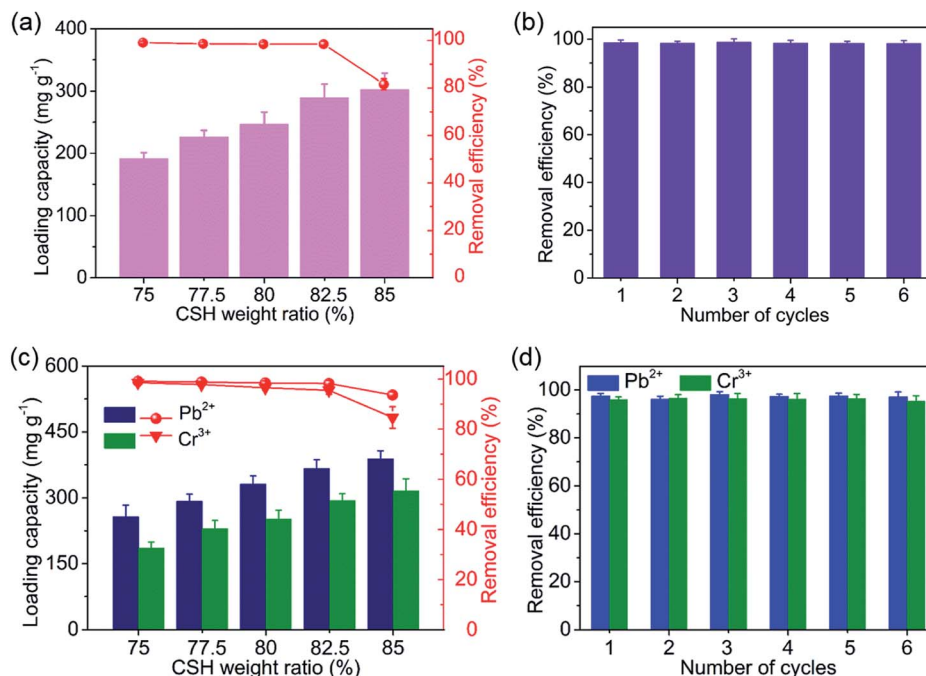 (a)
400
300
200
100
0
Loading capacity (mg g⁻¹)
100
80
60
40
20
0
Removal efficiency (%)
75 77.5 80 82.5 85
CSH weight ratio (%)
(b)
100
80
60
40
20
0
Removal efficiency (%)
1 2 3 4 5 6
Number of cycles
(c)
600
450
300
150
0
Loading capacity (mg g⁻¹)
Pb²⁺
Cr³⁺
100
80
60
40
20
0
Removal efficiency (%)
75 77.5 80 82.5 85
CSH weight ratio (%)
(d)
100
80
60
40
20
0
Removal efficiency (%)
Pb²⁺ Cr³⁺
1 2 3 4 5 6
Number of cycles